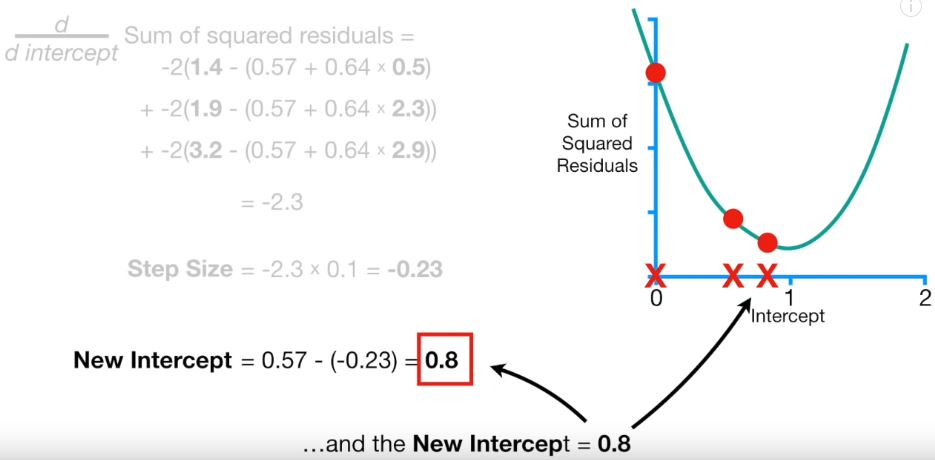 d
d intercept
Sum of squared residuals =
-2(1.4 - (0.57 + 0.64 × 0.5)
+ -2(1.9 - (0.57 + 0.64 × 2.3))
+ -2(3.2 - (0.57 + 0.64 × 2.9))
= -2.3
Step Size = -2.3 × 0.1 = -0.23
New Intercept = 0.57 - (-0.23) = 0.8
...and the New Intercept = 0.8
Sum of
Squared
Residuals
X X X
0 1 2
Intercept
i